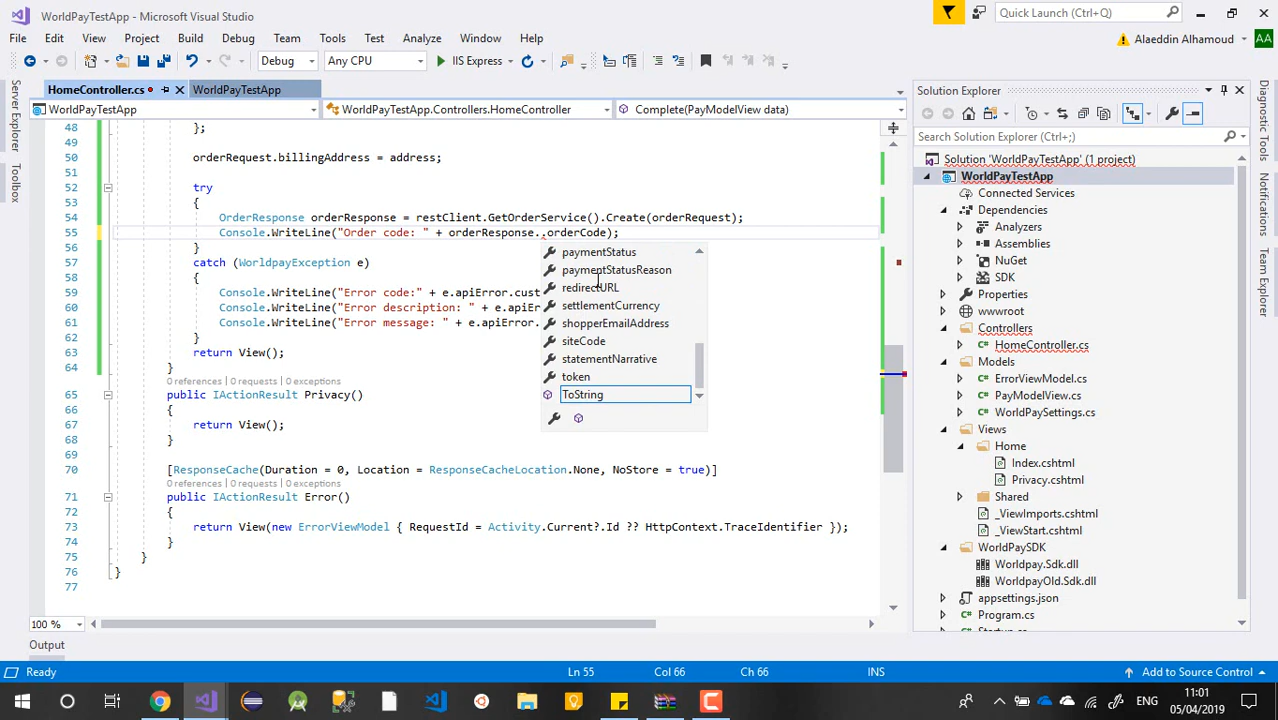 WorldPayTestApp - Microsoft Visual Studio
Quick Launch (Ctrl+Q)
File Edit View Project Build Debug Team Tools Test Analyze Window Help
Alaeddin Alhamoud AA
Debug Any CPU IIS Express
HomeController.cs WorldPayTestApp
WorldPayTestApp WorldPayTestApp.Controllers.HomeController Complete(PayModelView data)
Server Explorer
Toolbox
48 };
49
50 orderRequest.billingAddress = address;
51
52 try
53 {
54 OrderResponse orderResponse = restClient.GetOrderService().Create(orderRequest);
55 Console.WriteLine("Order code: " + orderResponse..orderCode);
56 }
57 catch (WorldpayException e)
58 {
59 Console.WriteLine("Error code:" + e.apiError.cust
60 Console.WriteLine("Error description: " + e.apiEr
61 Console.WriteLine("Error message: " + e.apiError.
62 }
63 return View();
64 }
0 references | 0 requests | 0 exceptions
65 public IActionResult Privacy()
66 {
67 return View();
68 }
69
70 [ResponseCache(Duration = 0, Location = ResponseCacheLocation.None, NoStore = true)]
0 references | 0 requests | 0 exceptions
71 public IActionResult Error()
72 {
73 return View(new ErrorViewModel { RequestId = Activity.Current?.Id ?? HttpContext.TraceIdentifier });
74 }
75 }
76 }
77
paymentStatus
paymentStatusReason
redirectURL
settlementCurrency
shopperEmailAddress
siteCode
statementNarrative
token
ToString
100 %
Output
Solution Explorer
Search Solution Explorer (Ctrl+;)
Solution 'WorldPayTestApp' (1 project)
WorldPayTestApp
Connected Services
Dependencies
Analyzers
Assemblies
NuGet
SDK
Properties
wwwroot
Controllers
HomeController.cs
Models
ErrorViewModel.cs
PayModelView.cs
WorldPaySettings.cs
Views
Home
Index.cshtml
Privacy.cshtml
Shared
_ViewImports.cshtml
_ViewStart.cshtml
WorldPaySDK
Worldpay.Sdk.dll
WorldpayOld.Sdk.dll
appsettings.json
Program.cs
Startup.cs
Diagnostic Tools
Properties
Ready Ln 55 Col 66 Ch 66 INS Add to Source Control
ENG 11:01
05/04/2019